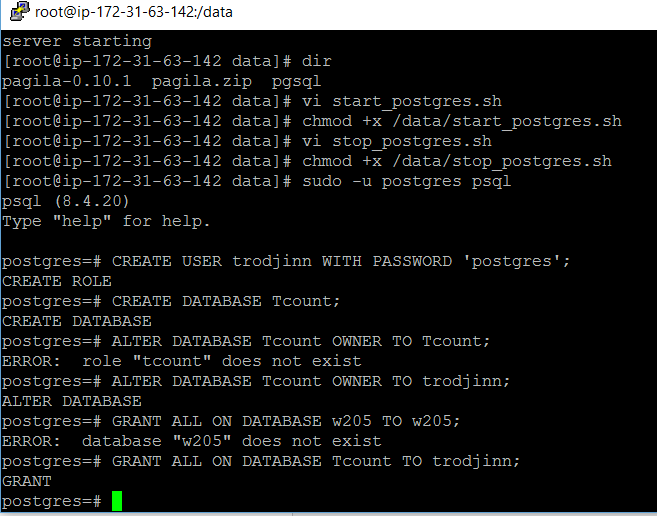 root@ip-172-31-63-142:/data
server starting
[root@ip-172-31-63-142 data]# dir
pagila-0.10.1  pagila.zip  pgsql
[root@ip-172-31-63-142 data]# vi start_postgres.sh
[root@ip-172-31-63-142 data]# chmod +x /data/start_postgres.sh
[root@ip-172-31-63-142 data]# vi stop_postgres.sh
[root@ip-172-31-63-142 data]# chmod +x /data/stop_postgres.sh
[root@ip-172-31-63-142 data]# sudo -u postgres psql
psql (8.4.20)
Type "help" for help.

postgres=# CREATE USER trodjinn WITH PASSWORD 'postgres';
CREATE ROLE
postgres=# CREATE DATABASE Tcount;
CREATE DATABASE
postgres=# ALTER DATABASE Tcount OWNER TO Tcount;
ERROR:  role "tcount" does not exist
postgres=# ALTER DATABASE Tcount OWNER TO trodjinn;
ALTER DATABASE
postgres=# GRANT ALL ON DATABASE w205 TO w205;
ERROR:  database "w205" does not exist
postgres=# GRANT ALL ON DATABASE Tcount TO trodjinn;
GRANT
postgres=#